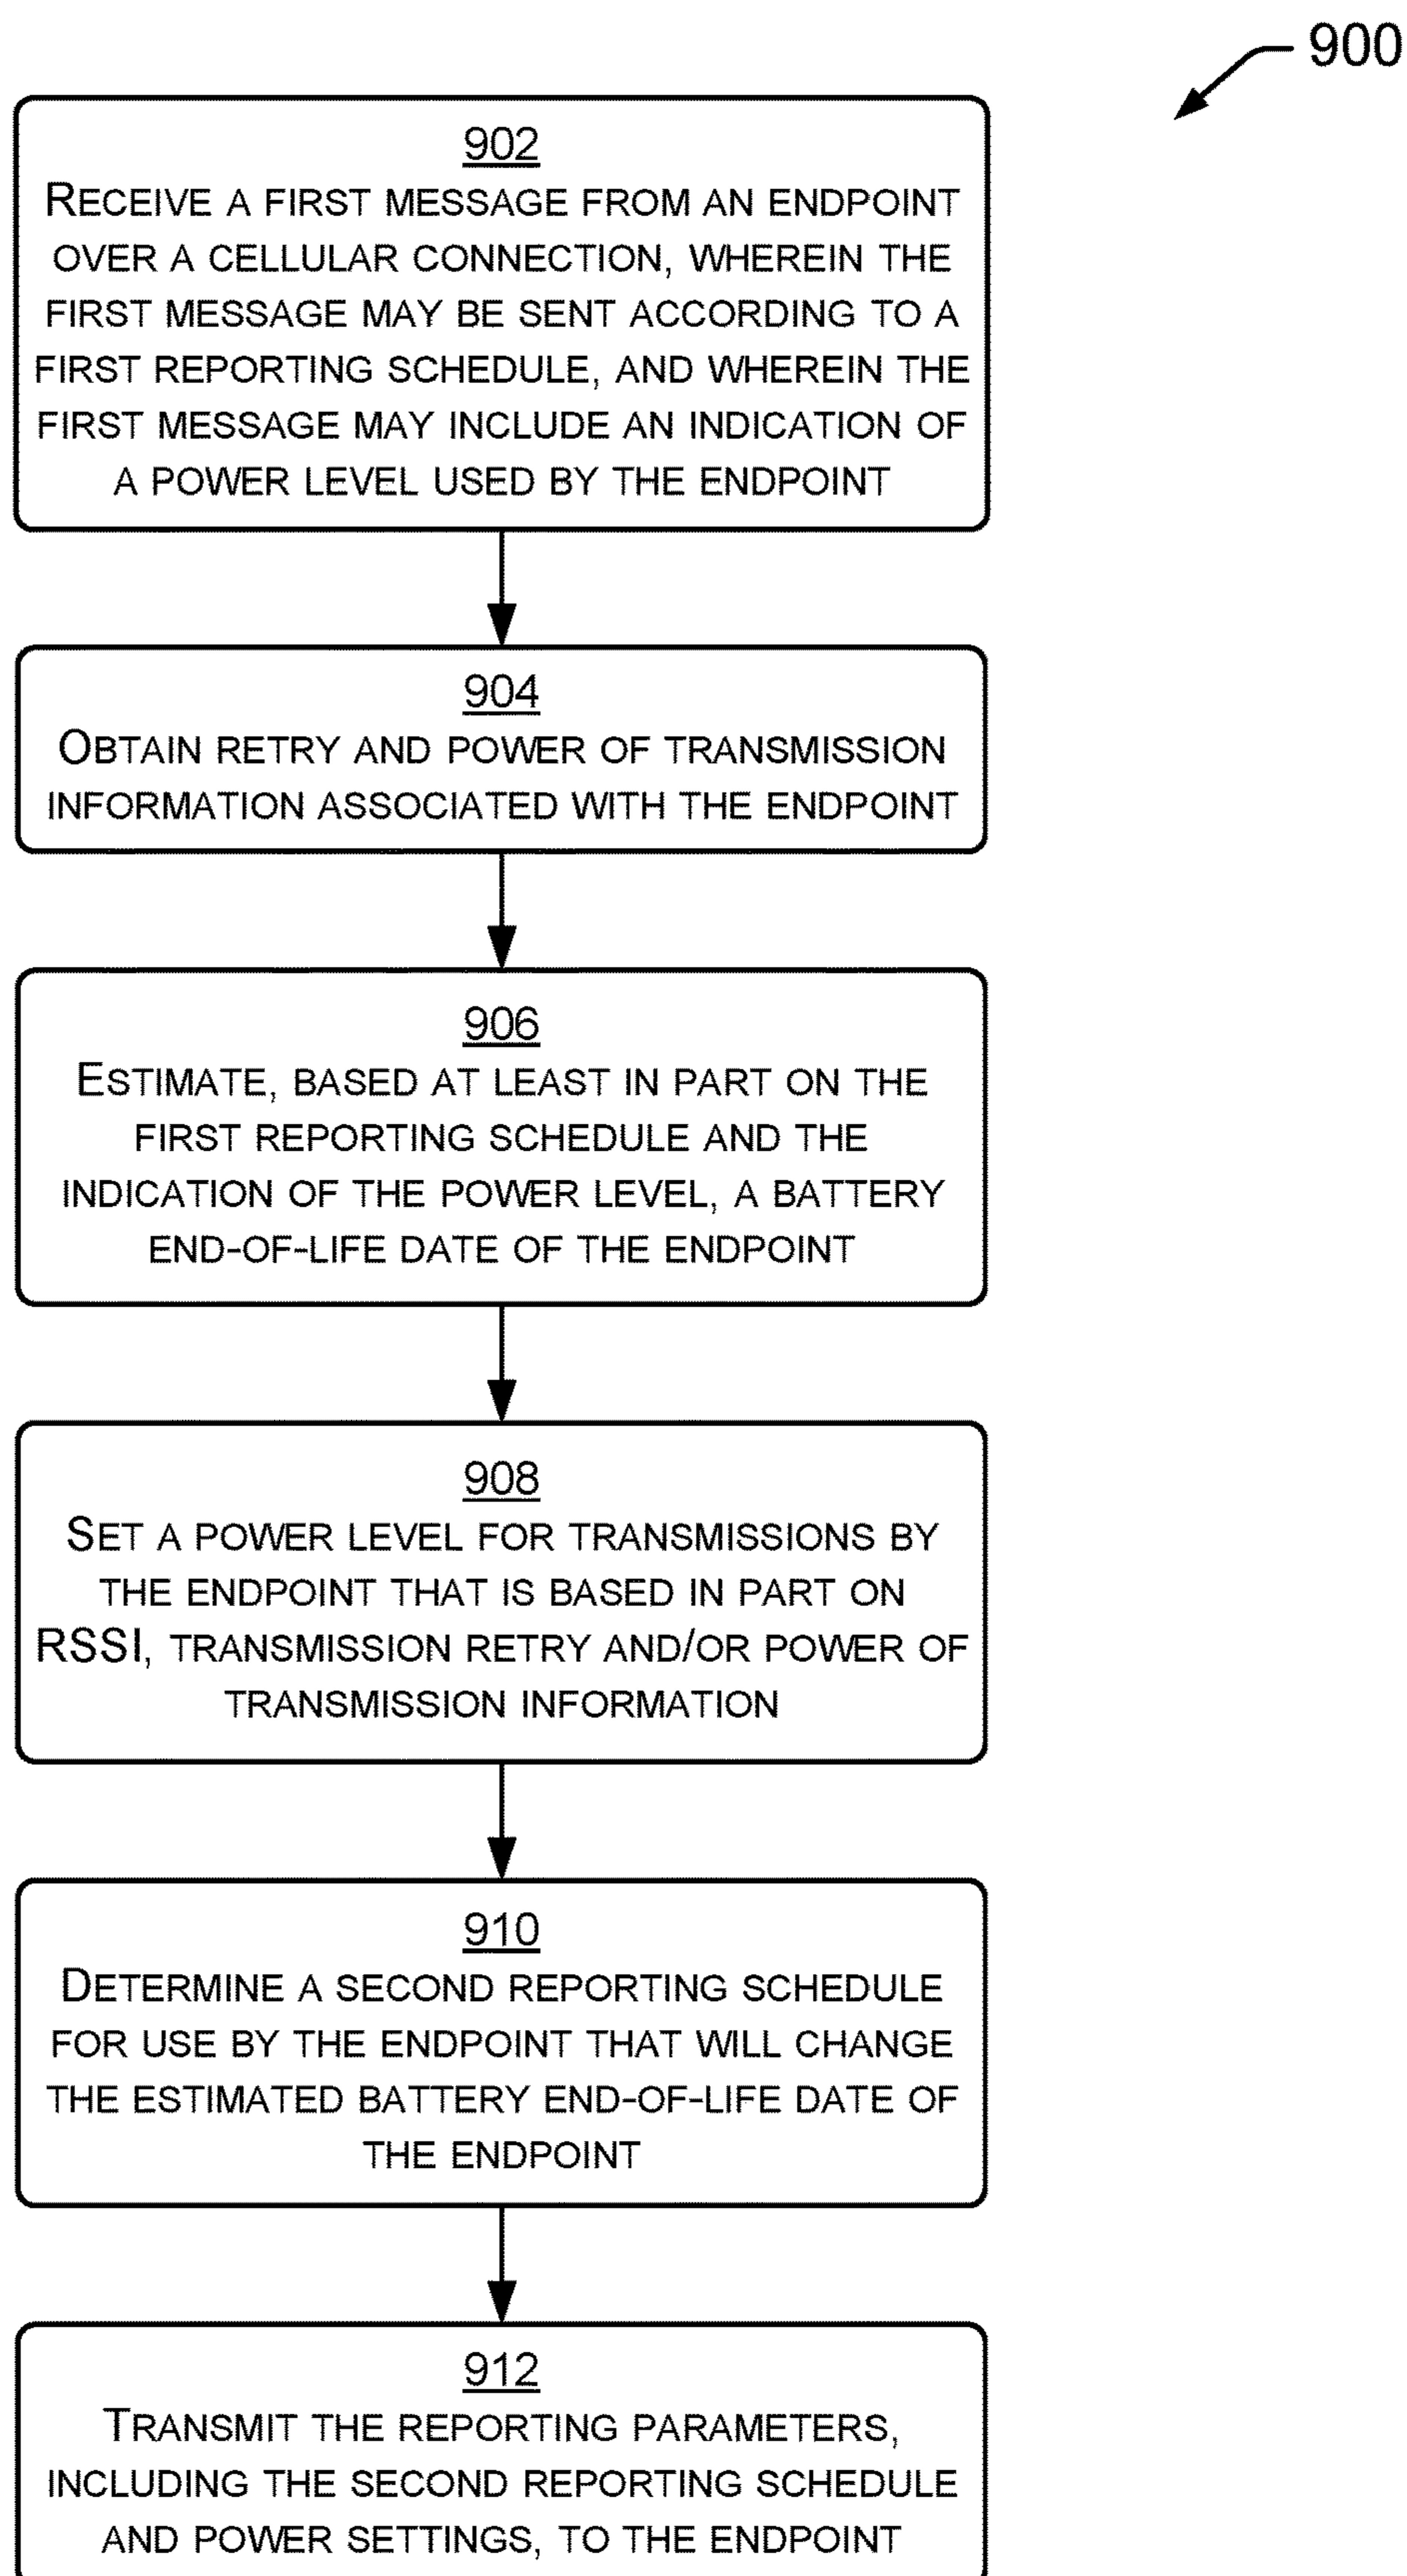 900
902
RECEIVE A FIRST MESSAGE FROM AN ENDPOINT
OVER A CELLULAR CONNECTION, WHEREIN THE
FIRST MESSAGE MAY BE SENT ACCORDING TO A
FIRST REPORTING SCHEDULE, AND WHEREIN THE
FIRST MESSAGE MAY INCLUDE AN INDICATION OF
A POWER LEVEL USED BY THE ENDPOINT
904
OBTAIN RETRY AND POWER OF TRANSMISSION
INFORMATION ASSOCIATED WITH THE ENDPOINT
906
ESTIMATE, BASED AT LEAST IN PART ON THE
FIRST REPORTING SCHEDULE AND THE
INDICATION OF THE POWER LEVEL, A BATTERY
END-OF-LIFE DATE OF THE ENDPOINT
908
SET A POWER LEVEL FOR TRANSMISSIONS BY
THE ENDPOINT THAT IS BASED IN PART ON
RSSI, TRANSMISSION RETRY AND/OR POWER OF
TRANSMISSION INFORMATION
910
DETERMINE A SECOND REPORTING SCHEDULE
FOR USE BY THE ENDPOINT THAT WILL CHANGE
THE ESTIMATED BATTERY END-OF-LIFE DATE OF
THE ENDPOINT
912
TRANSMIT THE REPORTING PARAMETERS,
INCLUDING THE SECOND REPORTING SCHEDULE
AND POWER SETTINGS, TO THE ENDPOINT